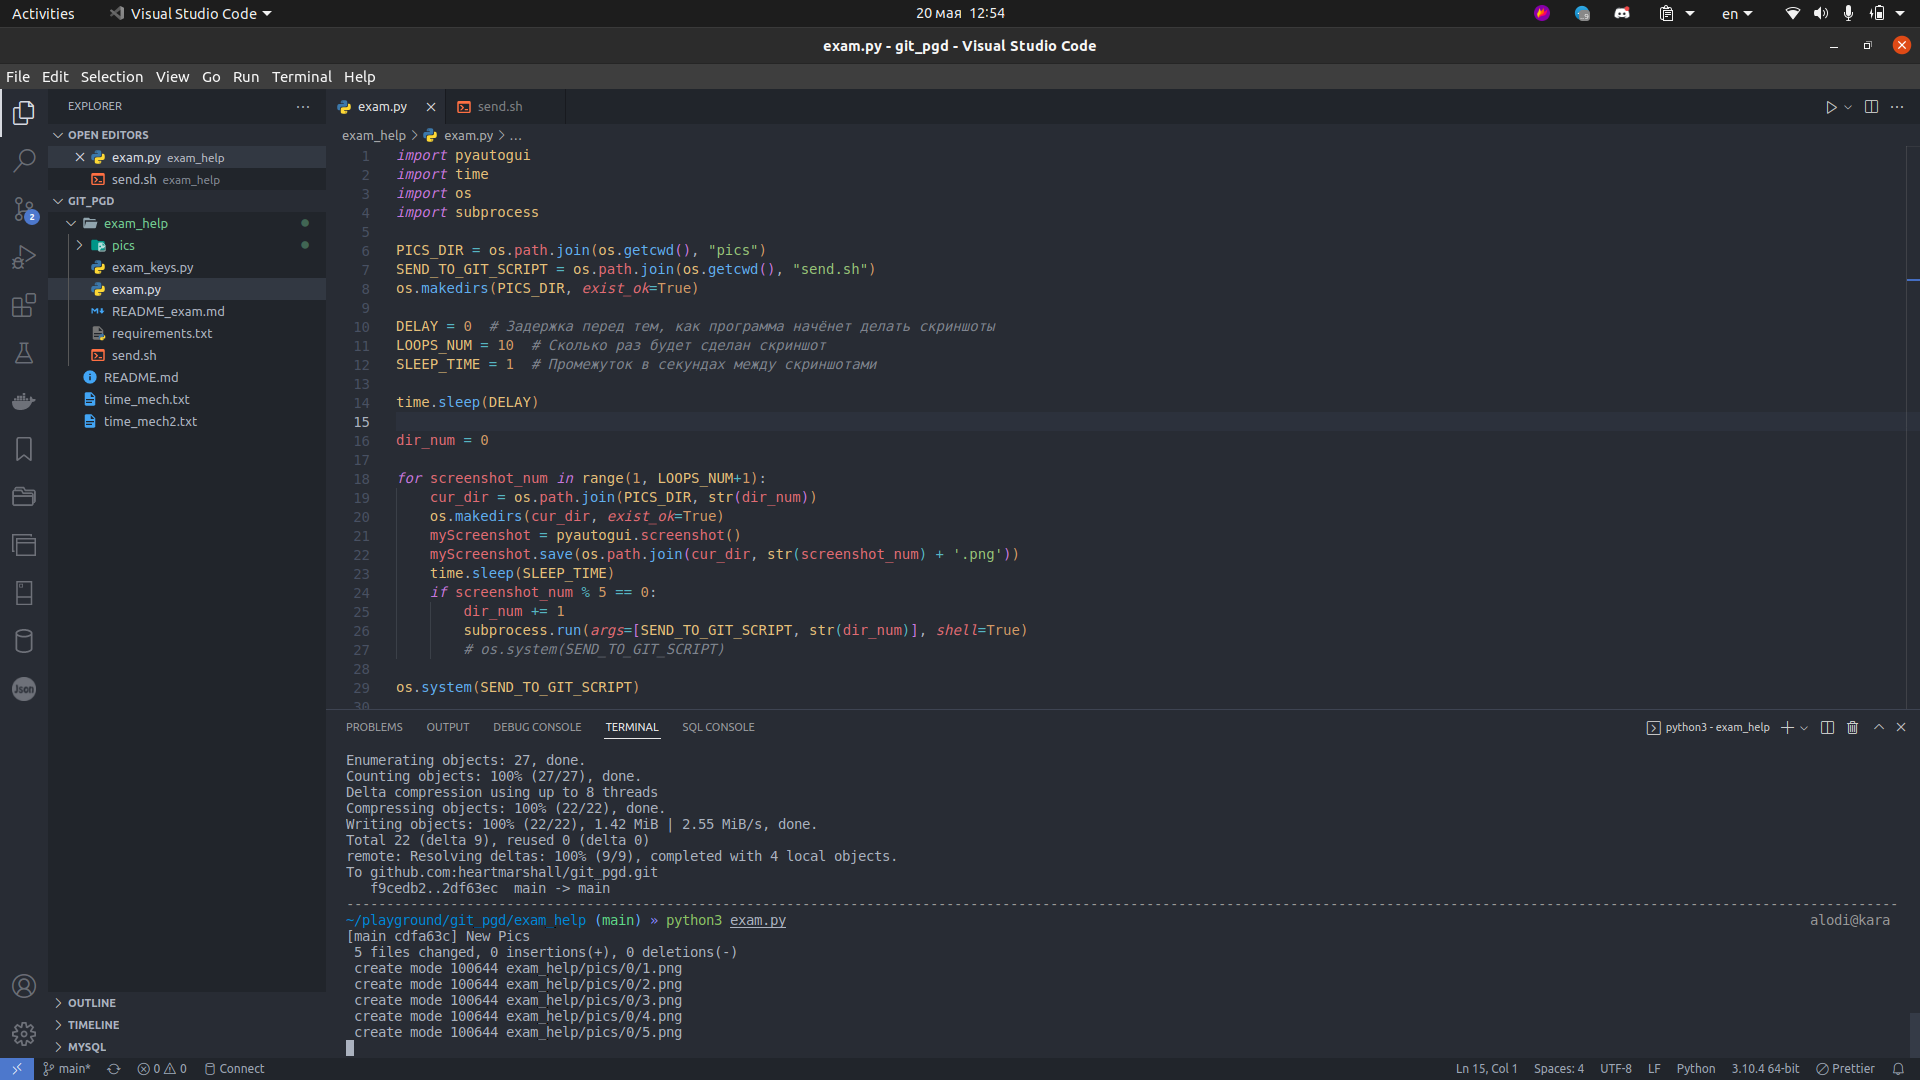 Activities
Visual Studio Code
20 мая 12:54
en
exam.py - git_pgd - Visual Studio Code
File Edit Selection View Go Run Terminal Help
EXPLORER
OPEN EDITORS
exam.py exam_help
send.sh exam_help
GIT_PGD
exam_help
pics
exam_keys.py
exam.py
README_exam.md
requirements.txt
send.sh
README.md
time_mech.txt
time_mech2.txt
OUTLINE
TIMELINE
MYSQL
2
Json
exam.py
send.sh
exam_help > exam.py > ...
1 import pyautogui
2 import time
3 import os
4 import subprocess
5
6 PICS_DIR = os.path.join(os.getcwd(), "pics")
7 SEND_TO_GIT_SCRIPT = os.path.join(os.getcwd(), "send.sh")
8 os.makedirs(PICS_DIR, exist_ok=True)
9
10 DELAY = 0  # Задержка перед тем, как программа начнёт делать скриншоты
11 LOOPS_NUM = 10  # Сколько раз будет сделан скриншот
12 SLEEP_TIME = 1  # Промежуток в секундах между скриншотами
13
14 time.sleep(DELAY)
15
16 dir_num = 0
17
18 for screenshot_num in range(1, LOOPS_NUM+1):
19     cur_dir = os.path.join(PICS_DIR, str(dir_num))
20     os.makedirs(cur_dir, exist_ok=True)
21     myScreenshot = pyautogui.screenshot()
22     myScreenshot.save(os.path.join(cur_dir, str(screenshot_num) + '.png'))
23     time.sleep(SLEEP_TIME)
24     if screenshot_num % 5 == 0:
25         dir_num += 1
26         subprocess.run(args=[SEND_TO_GIT_SCRIPT, str(dir_num)], shell=True)
27         # os.system(SEND_TO_GIT_SCRIPT)
28
29 os.system(SEND_TO_GIT_SCRIPT)
30
PROBLEMS OUTPUT DEBUG CONSOLE TERMINAL SQL CONSOLE
python3 - exam_help
Enumerating objects: 27, done.
Counting objects: 100% (27/27), done.
Delta compression using up to 8 threads
Compressing objects: 100% (22/22), done.
Writing objects: 100% (22/22), 1.42 MiB | 2.55 MiB/s, done.
Total 22 (delta 9), reused 0 (delta 0)
remote: Resolving deltas: 100% (9/9), completed with 4 local objects.
To github.com:heartmarshall/git_pgd.git
   f9cedb2..2df63ec  main -> main
~/playground/git_pgd/exam_help (main) » python3 exam.py alodi@kara
[main cdfa63c] New Pics
 5 files changed, 0 insertions(+), 0 deletions(-)
 create mode 100644 exam_help/pics/0/1.png
 create mode 100644 exam_help/pics/0/2.png
 create mode 100644 exam_help/pics/0/3.png
 create mode 100644 exam_help/pics/0/4.png
 create mode 100644 exam_help/pics/0/5.png
main* 0 0 Connect
Ln 15, Col 1 Spaces: 4 UTF-8 LF Python 3.10.4 64-bit Prettier